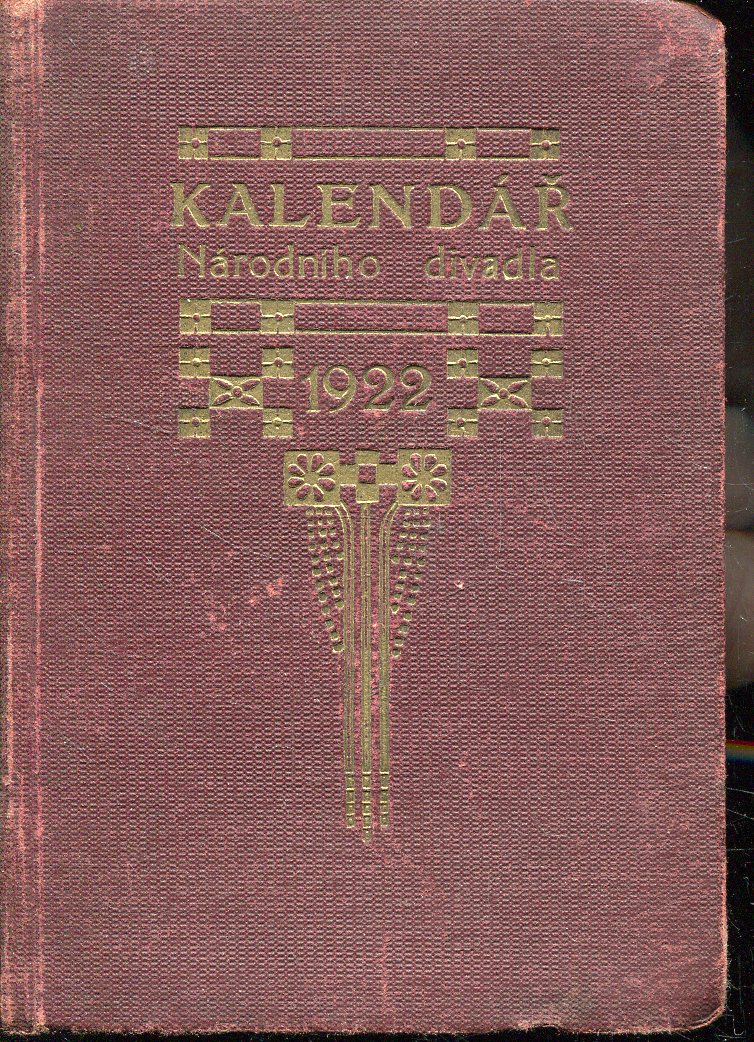 KALENDÁŘ
Národního divadla
1922